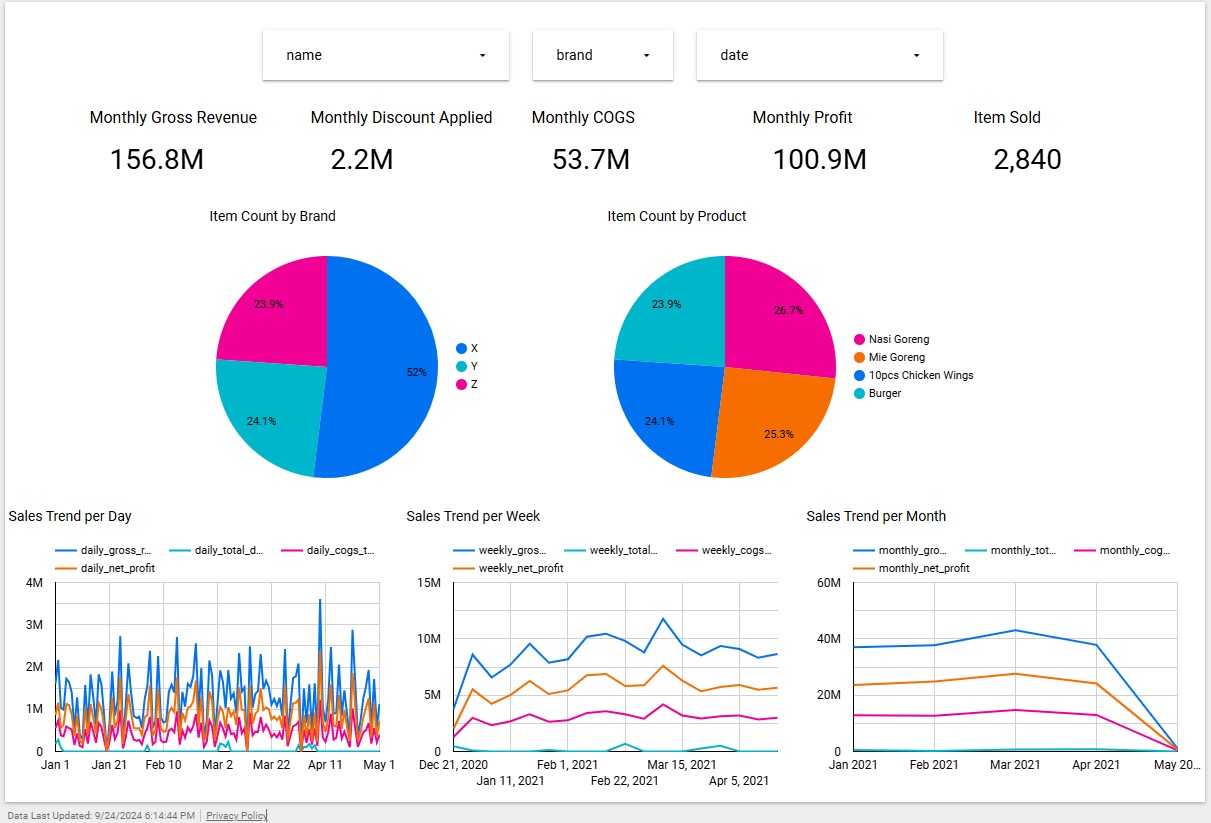 name
brand
date
Monthly Gross Revenue
Monthly Discount Applied
Monthly COGS
Monthly Profit
Item Sold
156.8M
2.2M
53.7M
100.9M
2,840
Item Count by Brand
23.9%
52%
24.1%
X
Y
Z
Item Count by Product
23.9%
26.7%
24.1%
25.3%
Nasi Goreng
Mie Goreng
10pcs Chicken Wings
Burger
Sales Trend per Day
daily_gross_r...
daily_total_d...
daily_cogs_t...
daily_net_profit
4M
3M
2M
1M
0
Jan 1
Jan 21
Feb 10
Mar 2
Mar 22
Apr 11
May 1
Sales Trend per Week
weekly_gros...
weekly_total...
weekly_cogs...
weekly_net_profit
15M
10M
5M
0
Dec 21, 2020
Jan 11, 2021
Feb 1, 2021
Feb 22, 2021
Mar 15, 2021
Apr 5, 2021
Sales Trend per Month
monthly_gro...
monthly_tot...
monthly_cog...
monthly_net_profit
60M
40M
20M
0
Jan 2021
Feb 2021
Mar 2021
Apr 2021
May 20...
Data Last Updated: 9/24/2024 6:14:44 PM
Privacy Policy